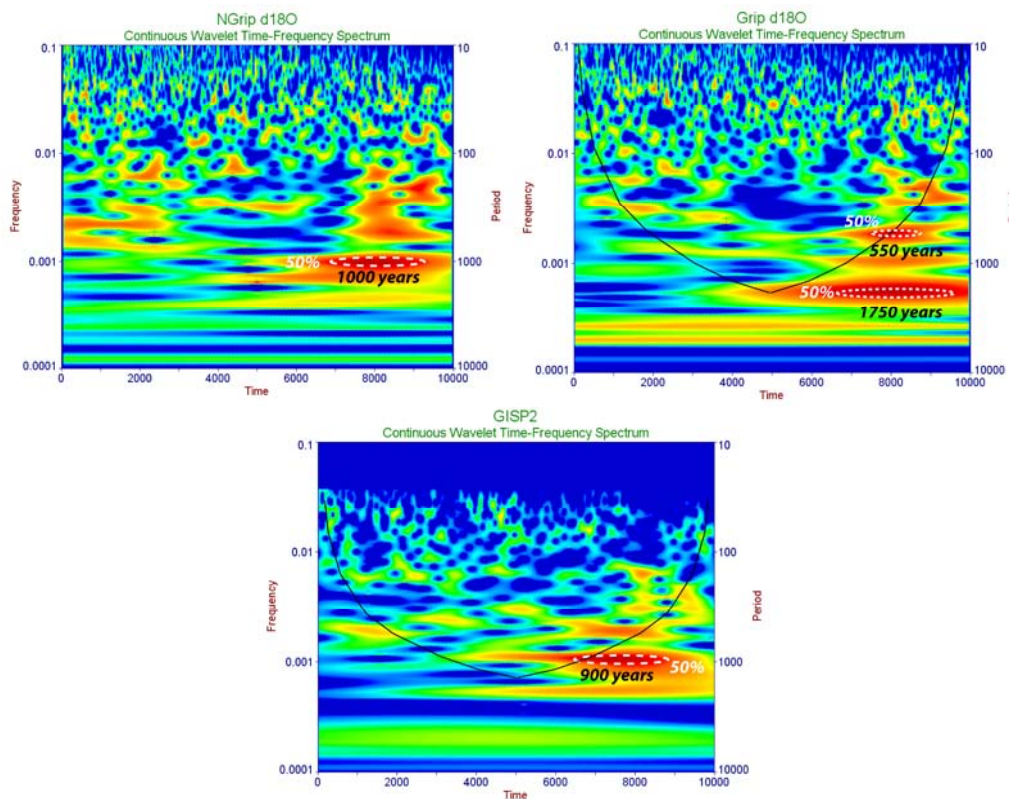 NGrip d18O
Continuous Wavelet Time-Frequency Spectrum
0.1
10
0.01
100
Frequency
Period
50%
0.001
1000
1000 years
0.0001
10000
0
2000
4000
6000
8000
10000
Time
Grip d18O
Continuous Wavelet Time-Frequency Spectrum
0.1
10
0.01
100
Frequency
Period
50%
550 years
0.001
1000
50%
1750 years
0.0001
10000
0
2000
4000
6000
8000
10000
Time
GISP2
Continuous Wavelet Time-Frequency Spectrum
0.1
10
0.01
100
Frequency
Period
0.001
1000
50%
900 years
0.0001
10000
0
2000
4000
6000
8000
10000
Time